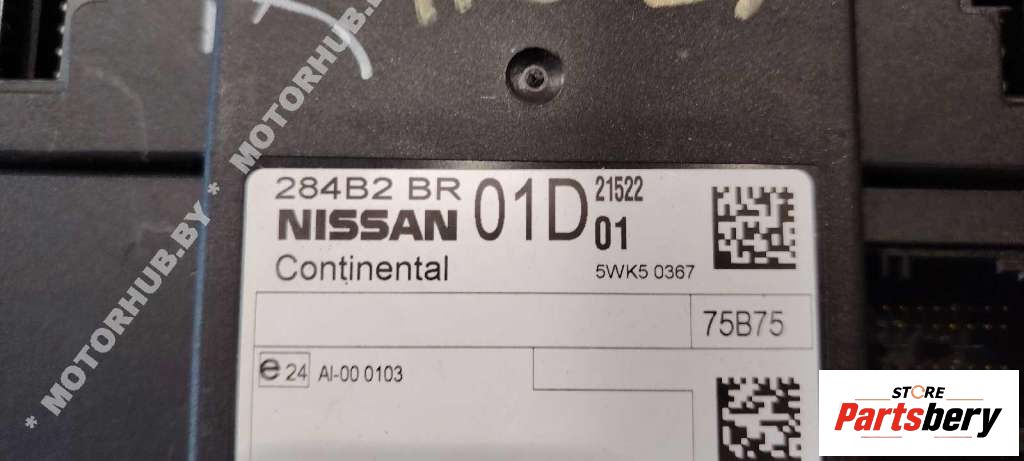 284B2 BR 01D 21522
NISSAN 01
Continental 5WK5 0367
75B75
e 24 AI-00 0103
* MOTORHUB.BY * MOTORHUB.BY
STORE
Partsbery